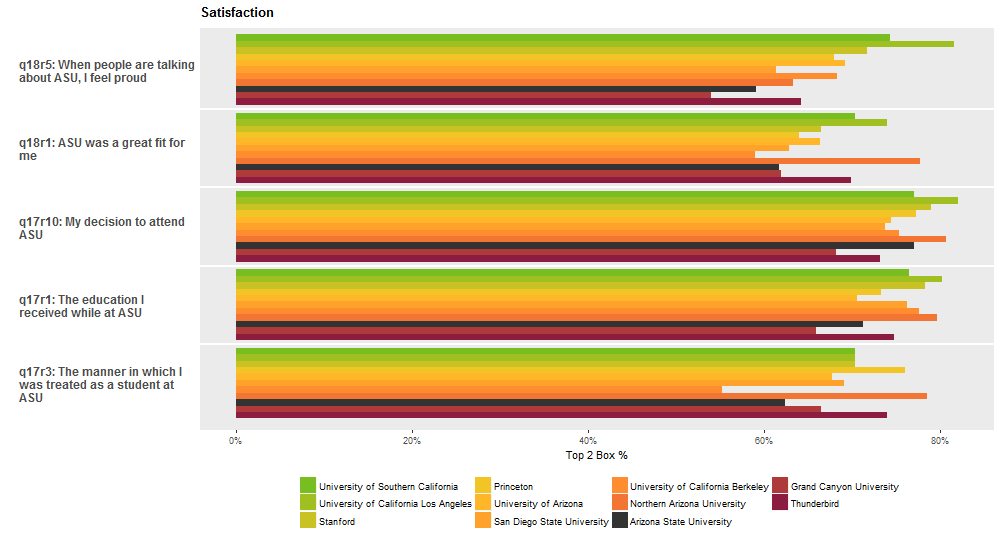 Satisfaction
q18r5: When people are talking
about ASU, I feel proud
q18r1: ASU was a great fit for
me
q17r10: My decision to attend
ASU
q17r1: The education I
received while at ASU
q17r3: The manner in which I
was treated as a student at
ASU
0% 20% 40% 60% 80%
Top 2 Box %
University of Southern California Princeton University of California Berkeley Grand Canyon University
University of California Los Angeles University of Arizona Northern Arizona University Thunderbird
Stanford San Diego State University Arizona State University